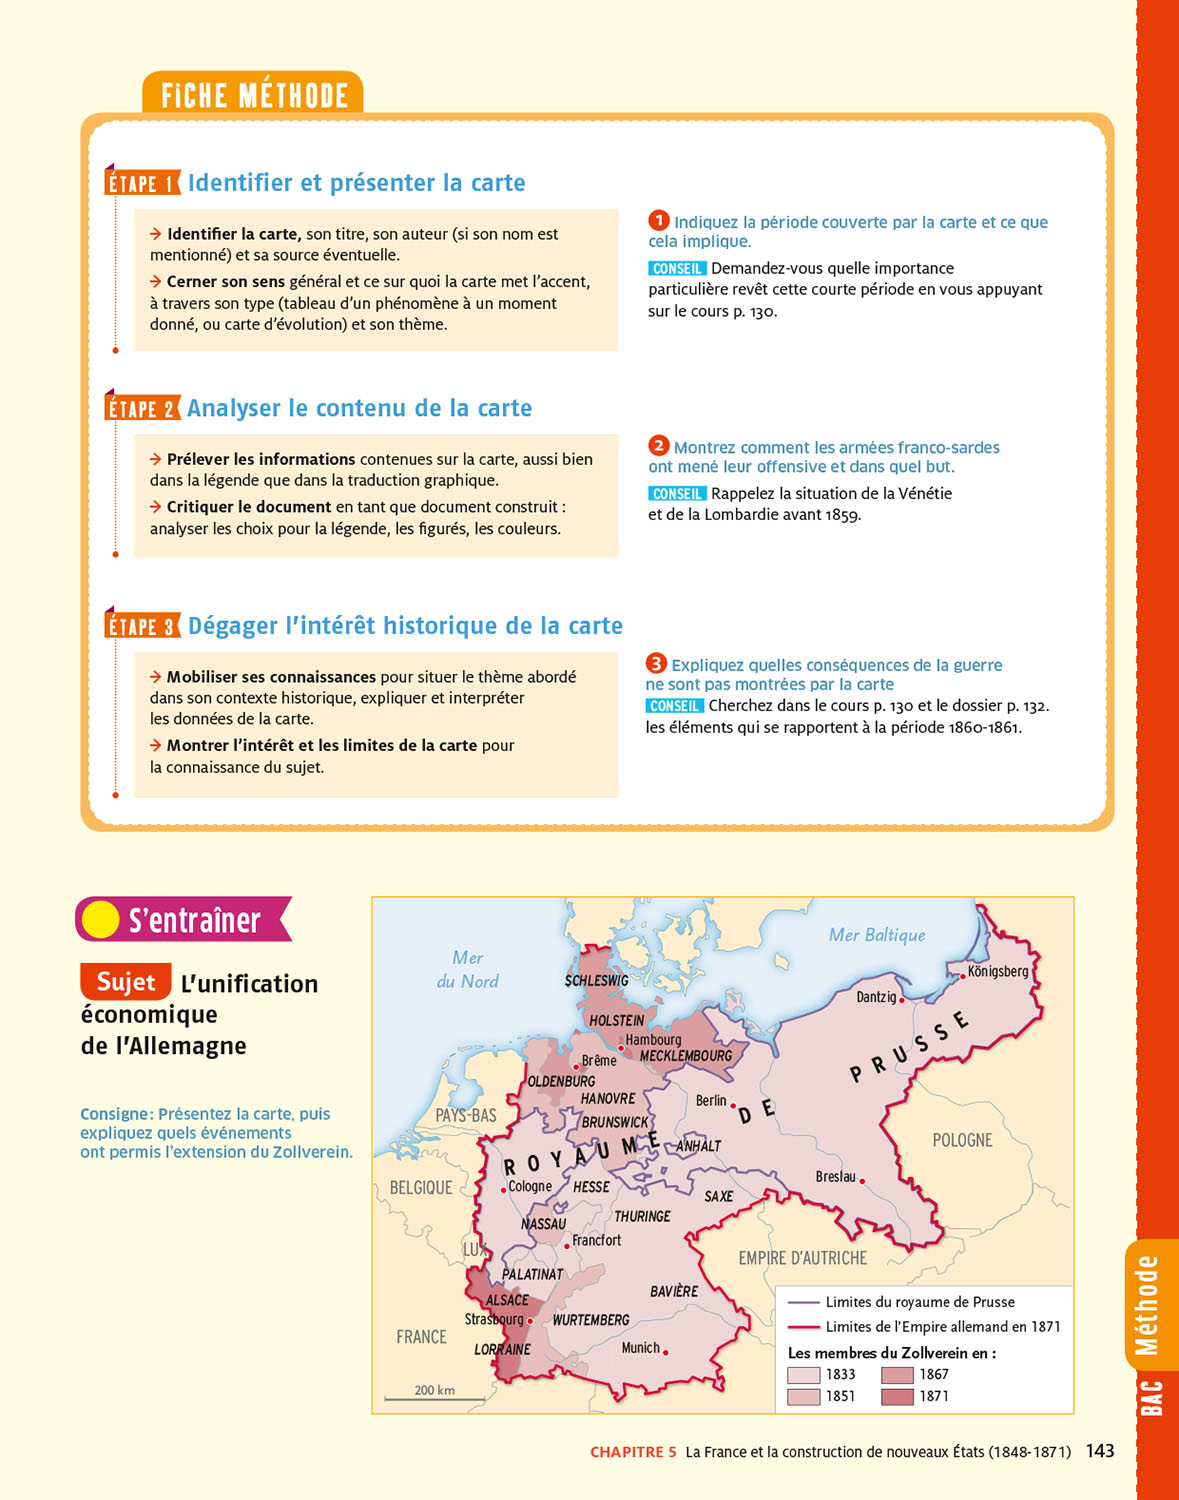 FICHE MÉTHODE
ÉTAPE 1 Identifier et présenter la carte
→ Identifier la carte, son titre, son auteur (si son nom est
mentionné) et sa source éventuelle.
→ Cerner son sens général et ce sur quoi la carte met l'accent,
à travers son type (tableau d'un phénomène à un moment
donné, ou carte d'évolution) et son thème.
1 Indiquez la période couverte par la carte et ce que
cela implique.
CONSEIL Demandez-vous quelle importance
particulière revêt cette courte période en vous appuyant
sur le cours p. 130.
ÉTAPE 2 Analyser le contenu de la carte
→ Prélever les informations contenues sur la carte, aussi bien
dans la légende que dans la traduction graphique.
→ Critiquer le document en tant que document construit :
analyser les choix pour la légende, les figurés, les couleurs.
2 Montrez comment les armées franco-sardes
ont mené leur offensive et dans quel but.
CONSEIL Rappelez la situation de la Vénétie
et de la Lombardie avant 1859.
ÉTAPE 3 Dégager l'intérêt historique de la carte
→ Mobiliser ses connaissances pour situer le thème abordé
dans son contexte historique, expliquer et interpréter
les données de la carte.
→ Montrer l'intérêt et les limites de la carte pour
la connaissance du sujet.
3 Expliquez quelles conséquences de la guerre
ne sont pas montrées par la carte
CONSEIL Cherchez dans le cours p. 130 et le dossier p. 132.
les éléments qui se rapportent à la période 1860-1861.
S'entraîner
Sujet L'unification
économique
de l'Allemagne
Consigne : Présentez la carte, puis
expliquez quels événements
ont permis l'extension du Zollverein.
Mer Baltique
Mer
du Nord
SCHLESWIG
Königsberg
Dantzig
HOLSTEIN
Hambourg
MECKLEMBOURG
Brême
OLDENBURG
HANOVRE
Berlin
PAYS-BAS
BRUNSWICK
ROYAUME DE PRUSSE
ANHALT
POLOGNE
BELGIQUE
Cologne
HESSE
SAXE
Breslau
NASSAU
THURINGE
Francfort
LUX.
EMPIRE D'AUTRICHE
PALATINAT
BAVIÈRE
ALSACE
Strasbourg
WURTEMBERG
FRANCE
LORRAINE
Munich
200 km
Limites du royaume de Prusse
Limites de l'Empire allemand en 1871
Les membres du Zollverein en :
1833
1867
1851
1871
BAC Méthode
CHAPITRE 5 La France et la construction de nouveaux États (1848-1871) 143